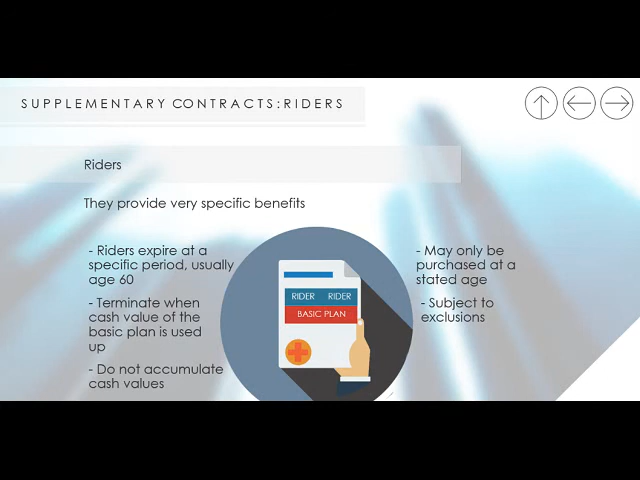 SUPPLEMENTARY CONTRACTS:RIDERS
Riders
They provide very specific benefits
- Riders expire at a
specific period, usually
age 60
- Terminate when
cash value of the
basic plan is used
up
- Do not accumulate
cash values
RIDER RIDER
BASIC PLAN
- May only be
purchased at a
stated age
- Subject to
exclusions